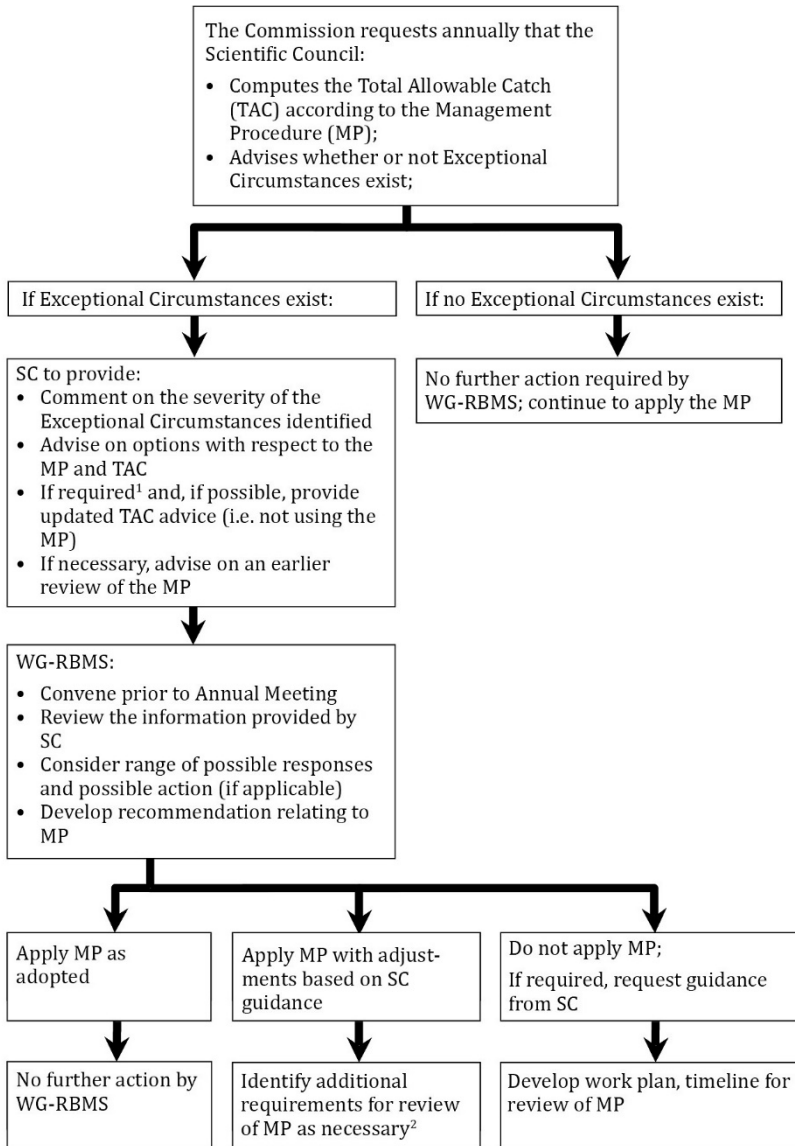 The Commission requests annually that the
Scientific Council:
• Computes the Total Allowable Catch
(TAC) according to the Management
Procedure (MP);
• Advises whether or not Exceptional
Circumstances exist;
If Exceptional Circumstances exist:
If no Exceptional Circumstances exist:
SC to provide:
• Comment on the severity of the
Exceptional Circumstances identified
• Advise on options with respect to the
MP and TAC
• If required¹ and, if possible, provide
updated TAC advice (i.e. not using the
MP)
• If necessary, advise on an earlier
review of the MP
No further action required by
WG-RBMS; continue to apply the MP
WG-RBMS:
• Convene prior to Annual Meeting
• Review the information provided by
SC
• Consider range of possible responses
and possible action (if applicable)
• Develop recommendation relating to
MP
Apply MP as
adopted
Apply MP with adjust-
ments based on SC
guidance
Do not apply MP;
If required, request guidance
from SC
No further action by
WG-RBMS
Identify additional
requirements for review
of MP as necessary²
Develop work plan, timeline for
review of MP